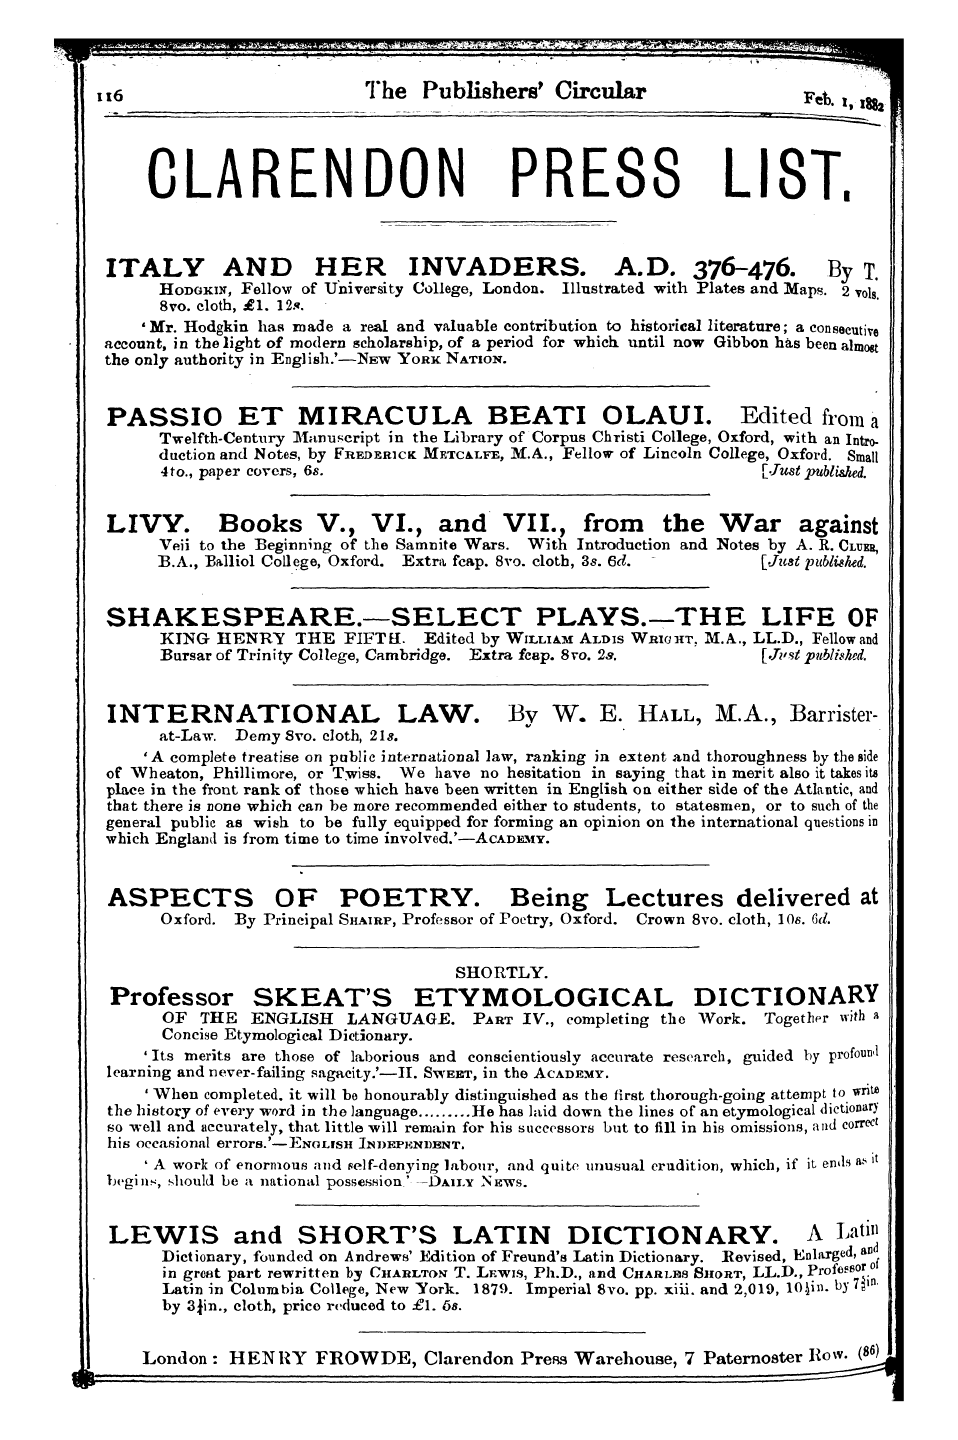 116 The Publishers' Circular Feb. 1, 1882
CLARENDON PRESS LIST.
ITALY AND HER INVADERS. A.D. 376-476. By T.
HODGKIN, Fellow of University College, London. Illustrated with Plates and Maps. 2 vols.
8vo. cloth, £1. 12s.
'Mr. Hodgkin has made a real and valuable contribution to historical literature; a consecutive
account, in the light of modern scholarship, of a period for which until now Gibbon has been almost
the only authority in English.'—NEW YORK NATION.
PASSIO ET MIRACULA BEATI OLAUI. Edited from a
Twelfth-Century Manuscript in the Library of Corpus Christi College, Oxford, with an Intro-
duction and Notes, by FREDERICK METCALFE, M.A., Fellow of Lincoln College, Oxford. Small
4to., paper covers, 6s. [Just published.
LIVY. Books V., VI., and VII., from the War against
Veii to the Beginning of the Samnite Wars. With Introduction and Notes by A. R. CLUER,
B.A., Balliol College, Oxford. Extra fcap. 8vo. cloth, 3s. 6d. [Just published.
SHAKESPEARE.—SELECT PLAYS.—THE LIFE OF
KING HENRY THE FIFTH. Edited by WILLIAM ALDIS WRIGHT, M.A., LL.D., Fellow and
Bursar of Trinity College, Cambridge. Extra fcap. 8vo. 2s. [Just published.
INTERNATIONAL LAW. By W. E. HALL, M.A., Barrister-
at-Law. Demy 8vo. cloth, 21s.
'A complete treatise on public international law, ranking in extent and thoroughness by the side
of Wheaton, Phillimore, or Twiss. We have no hesitation in saying that in merit also it takes its
place in the front rank of those which have been written in English on either side of the Atlantic, and
that there is none which can be more recommended either to students, to statesmen, or to such of the
general public as wish to be fully equipped for forming an opinion on the international questions in
which England is from time to time involved.'—ACADEMY.
ASPECTS OF POETRY. Being Lectures delivered at
Oxford. By Principal SHAIRP, Professor of Poetry, Oxford. Crown 8vo. cloth, 10s. 6d.
SHORTLY.
Professor SKEAT'S ETYMOLOGICAL DICTIONARY
OF THE ENGLISH LANGUAGE. PART IV., completing the Work. Together with a
Concise Etymological Dictionary.
'Its merits are those of laborious and conscientiously accurate research, guided by profound
learning and never-failing sagacity.'—H. SWEET, in the ACADEMY.
'When completed, it will be honourably distinguished as the first thorough-going attempt to write
the history of every word in the language.........He has laid down the lines of an etymological dictionary
so well and accurately, that little will remain for his successors but to fill in his omissions, and correct
his occasional errors.'—ENGLISH INDEPENDENT.
'A work of enormous and self-denying labour, and quite unusual erudition, which, if it ends as it
begins, should be a national possession.'—DAILY NEWS.
LEWIS and SHORT'S LATIN DICTIONARY. A Latin
Dictionary, founded on Andrews' Edition of Freund's Latin Dictionary. Revised, Enlarged, and
in great part rewritten by CHARLTON T. LEWIS, Ph.D., and CHARLES SHORT, LL.D., Professor of
Latin in Columbia College, New York. 1879. Imperial 8vo. pp. xiii. and 2,019, 10½in. by 7⅞in.
by 3¼in., cloth, price reduced to £1. 5s.
London: HENRY FROWDE, Clarendon Press Warehouse, 7 Paternoster Row. (86)